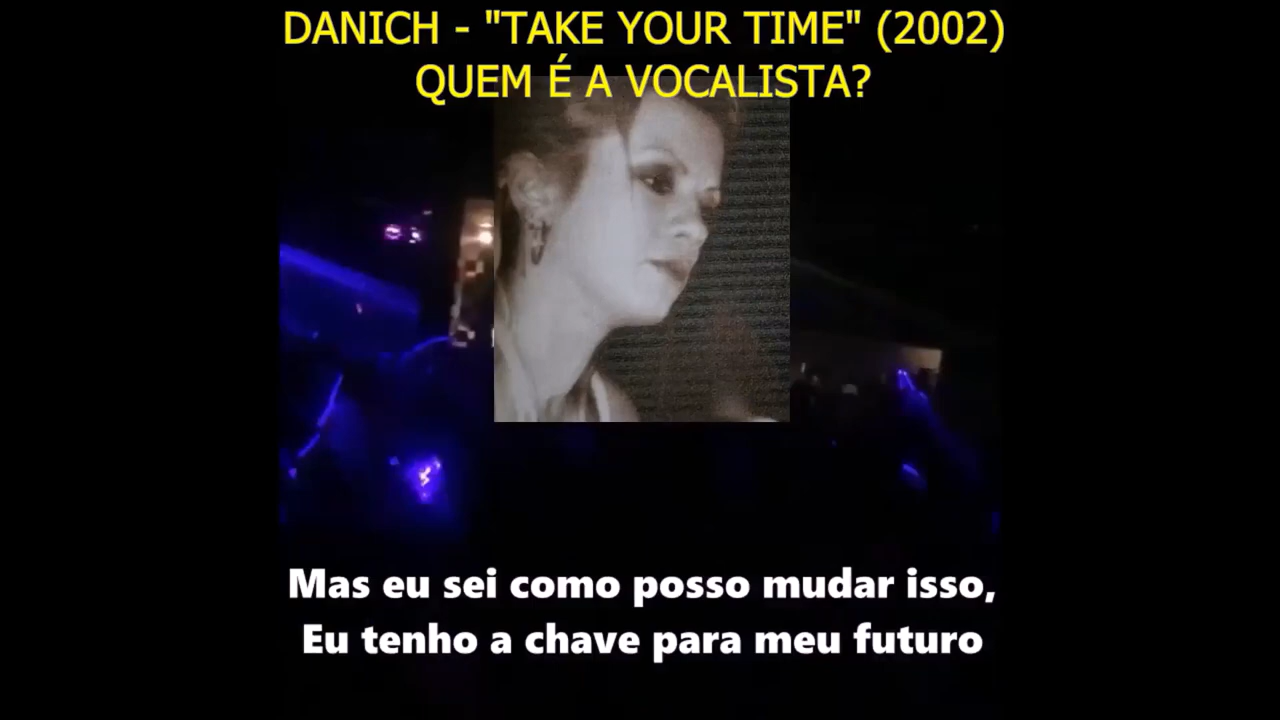 DANICH - "TAKE YOUR TIME" (2002)
QUEM É A VOCALISTA?
Mas eu sei como posso mudar isso,
Eu tenho a chave para meu futuro